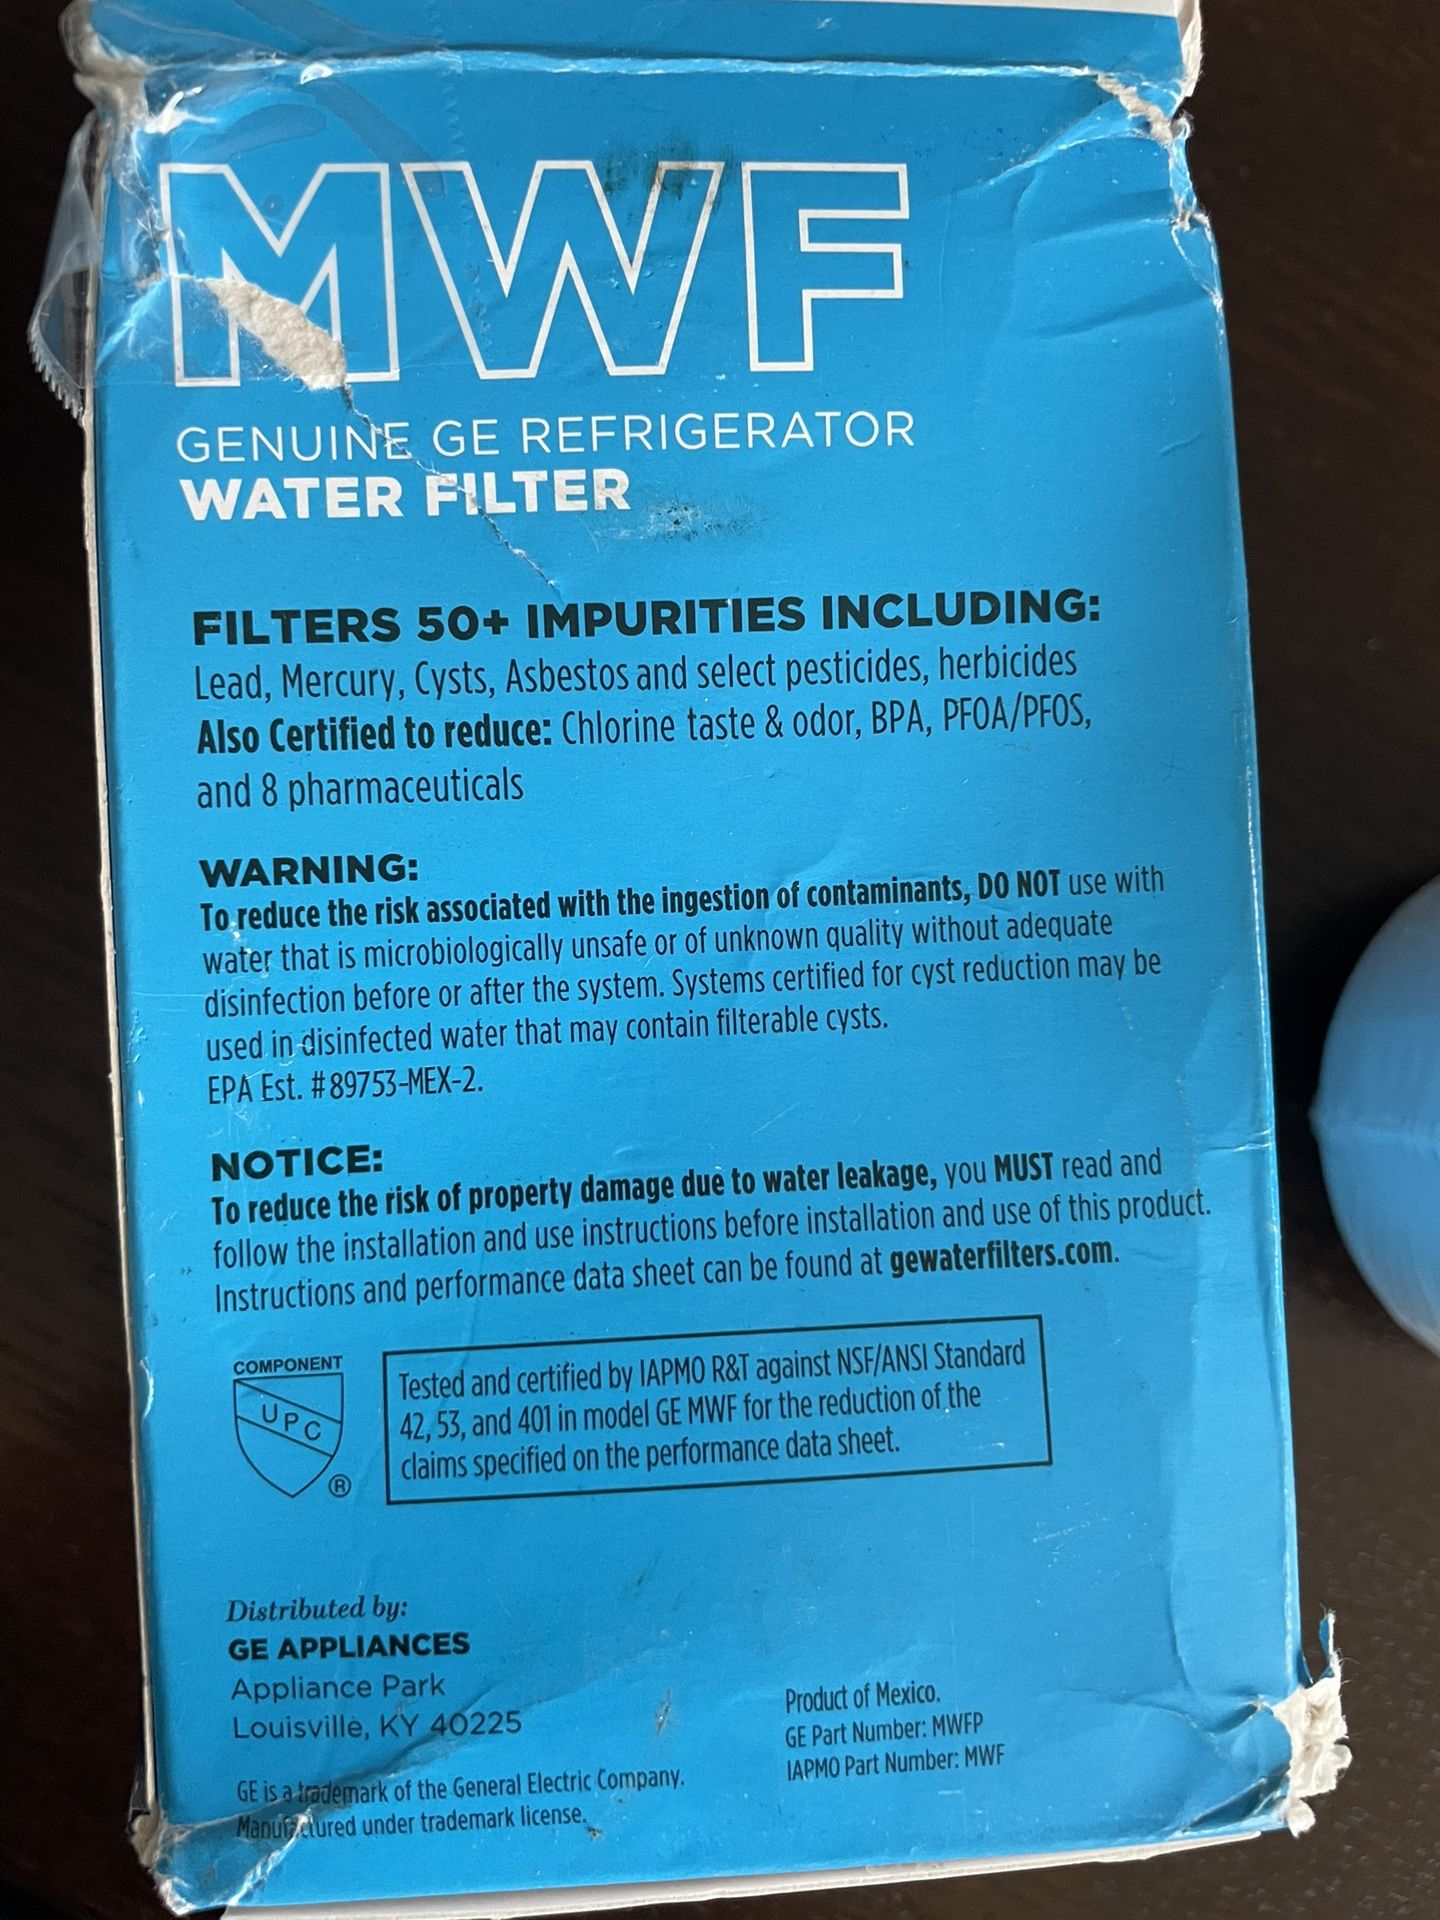 MWF
GENUINE GE REFRIGERATOR
WATER FILTER
FILTERS 50+ IMPURITIES INCLUDING:
Lead, Mercury, Cysts, Asbestos and select pesticides, herbicides
Also Certified to reduce: Chlorine taste & odor, BPA, PFOA/PFOS,
and 8 pharmaceuticals
WARNING:
To reduce the risk associated with the ingestion of contaminants, DO NOT use with
water that is microbiologically unsafe or of unknown quality without adequate
disinfection before or after the system. Systems certified for cyst reduction may be
used in disinfected water that may contain filterable cysts.
EPA Est. #89753-MEX-2.
NOTICE:
To reduce the risk of property damage due to water leakage, you MUST read and
follow the installation and use instructions before installation and use of this product.
Instructions and performance data sheet can be found at gewaterfilters.com.
COMPONENT
UPC
®
Tested and certified by IAPMO R&T against NSF/ANSI Standard
42, 53, and 401 in model GE MWF for the reduction of the
claims specified on the performance data sheet.
Distributed by:
GE APPLIANCES
Appliance Park
Louisville, KY 40225
Product of Mexico.
GE Part Number: MWFP
IAPMO Part Number: MWF
GE is a trademark of the General Electric Company.
Manufactured under trademark license.